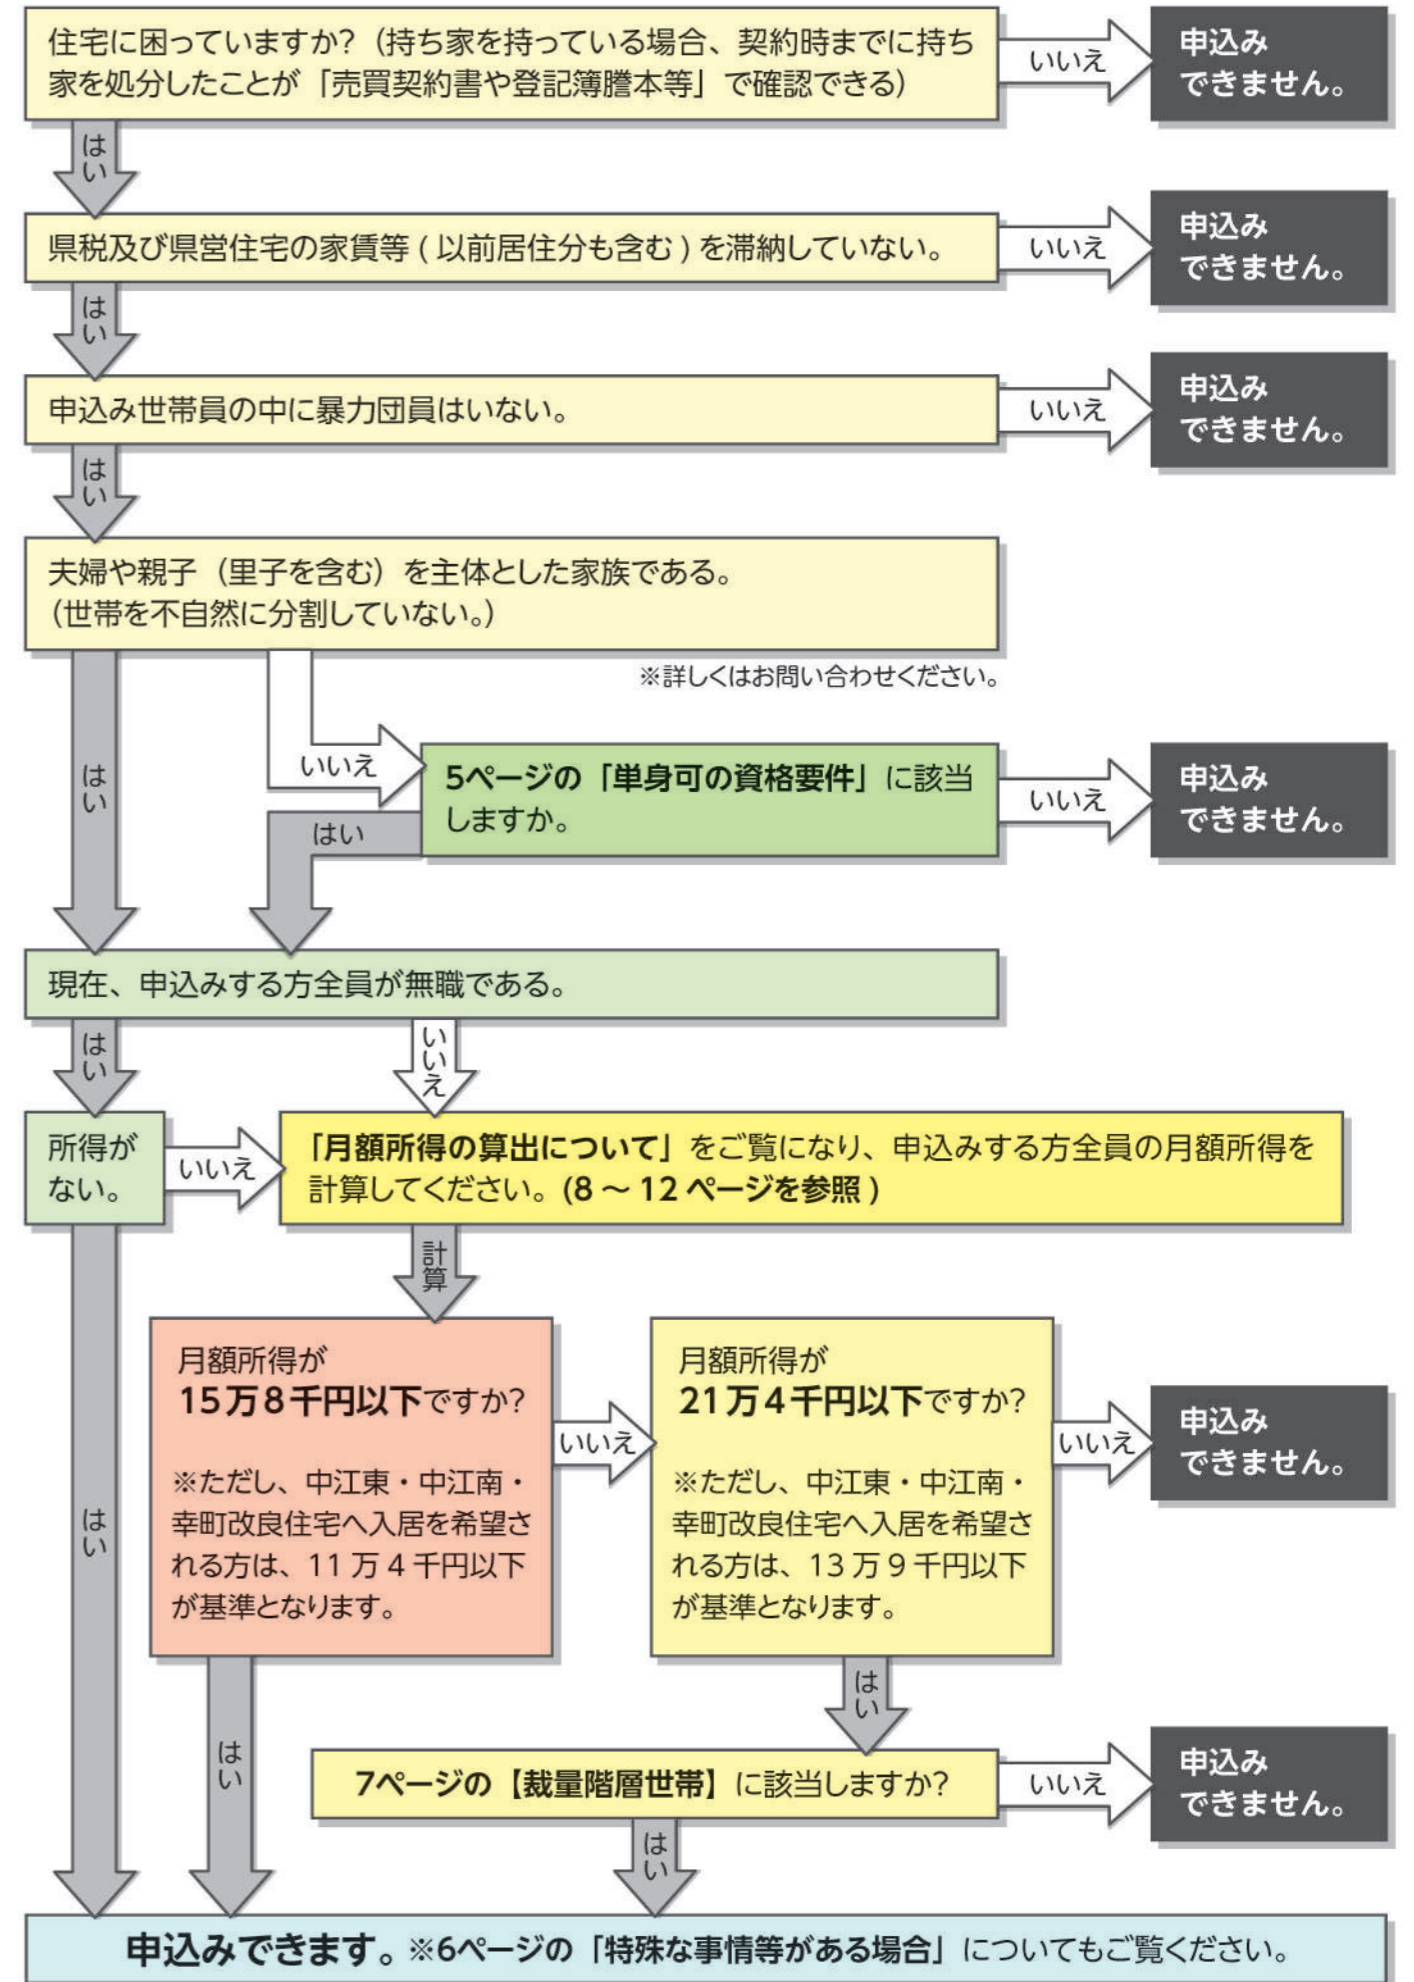 住宅に困っていますか?（持ち家を持っている場合、契約時までに持ち
家を処分したことが「売買契約書や登記簿謄本等」で確認できる）
いいえ
申込み
できません。
はい
県税及び県営住宅の家賃等(以前居住分も含む)を滞納していない。
いいえ
申込み
できません。
はい
申込み世帯員の中に暴力団員はいない。
いいえ
申込み
できません。
はい
夫婦や親子（里子を含む）を主体とした家族である。
（世帯を不自然に分割していない。）
※詳しくはお問い合わせください。
はい
いいえ
5ページの「単身可の資格要件」に該当
しますか。
いいえ
申込み
できません。
はい
現在、申込みする方全員が無職である。
はい
いいえ
所得が
ない。
いいえ
「月額所得の算出について」をご覧になり、申込みする方全員の月額所得を
計算してください。(8～12ページを参照)
計算
月額所得が
15万8千円以下ですか?
※ただし、中江東・中江南・
幸町改良住宅へ入居を希望さ
れる方は、11万4千円以下
が基準となります。
いいえ
月額所得が
21万4千円以下ですか?
※ただし、中江東・中江南・
幸町改良住宅へ入居を希望さ
れる方は、13万9千円以下
が基準となります。
いいえ
申込み
できません。
はい
はい
はい
7ページの【裁量階層世帯】に該当しますか?
いいえ
申込み
できません。
はい
申込みできます。※6ページの「特殊な事情等がある場合」についてもご覧ください。